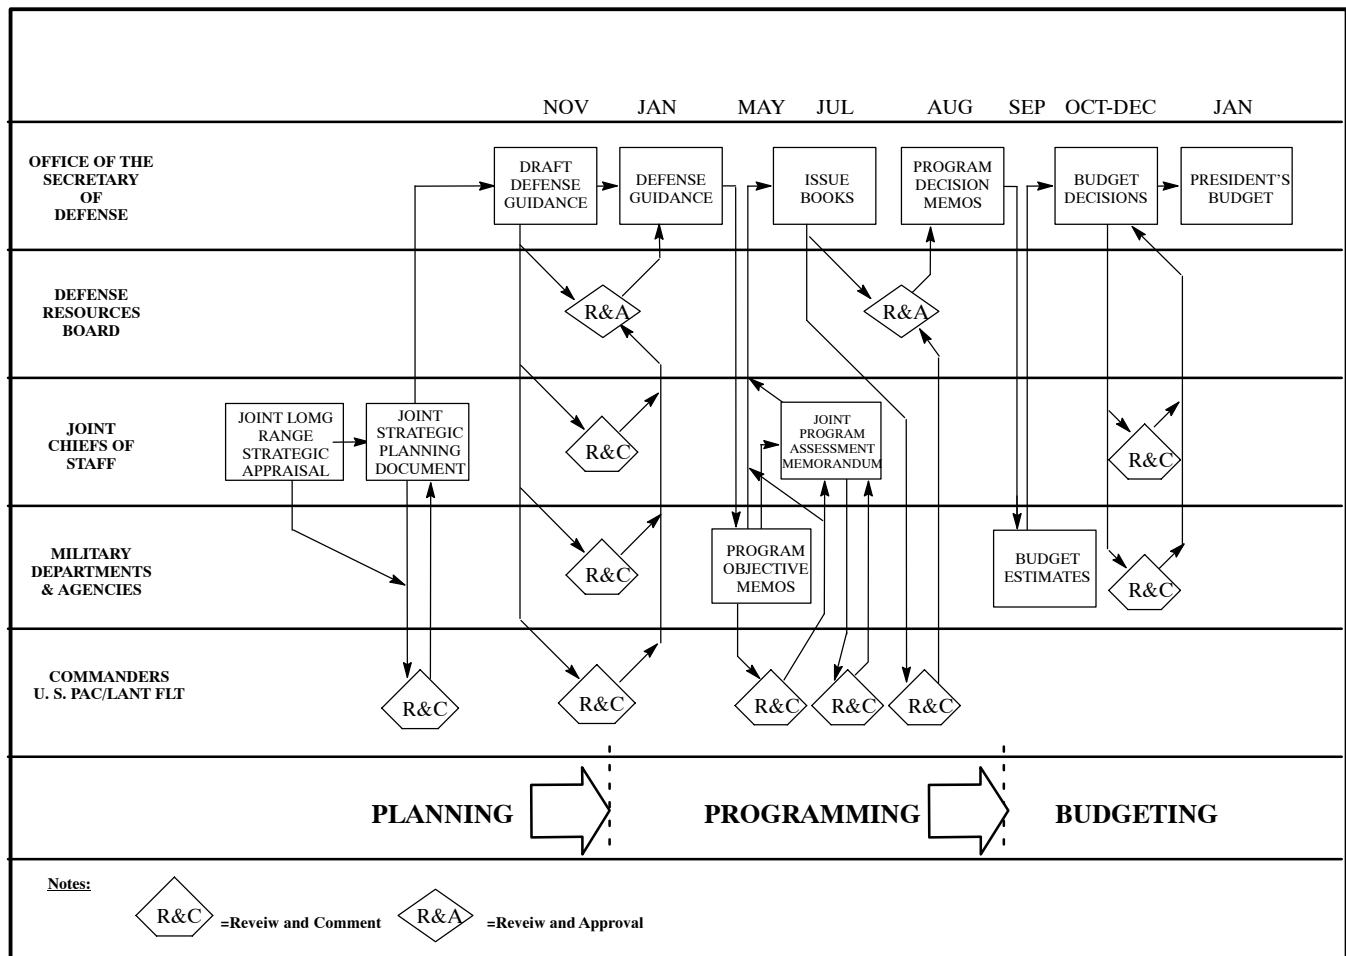 NOV JAN MAY JUL AUG SEP OCT-DEC JAN
OFFICE OF THE
SECRETARY
OF
DEFENSE
DRAFT
DEFENSE
GUIDANCE
DEFENSE
GUIDANCE
ISSUE
BOOKS
PROGRAM
DECISION
MEMOS
BUDGET
DECISIONS
PRESIDENT'S
BUDGET
DEFENSE
RESOURCES
BOARD
R&A
R&A
JOINT
CHIEFS OF
STAFF
JOINT LOMG
RANGE
STRATEGIC
APPRAISAL
JOINT
STRATEGIC
PLANNING
DOCUMENT
R&C
JOINT
PROGRAM
ASSESSMENT
MEMORANDUM
R&C
MILITARY
DEPARTMENTS
& AGENCIES
R&C
PROGRAM
OBJECTIVE
MEMOS
BUDGET
ESTIMATES
R&C
COMMANDERS
U. S. PAC/LANT FLT
R&C
R&C
R&C
R&C
R&C
PLANNING
PROGRAMMING
BUDGETING
Notes:
R&C =Reveiw and Comment
R&A =Reveiw and Approval